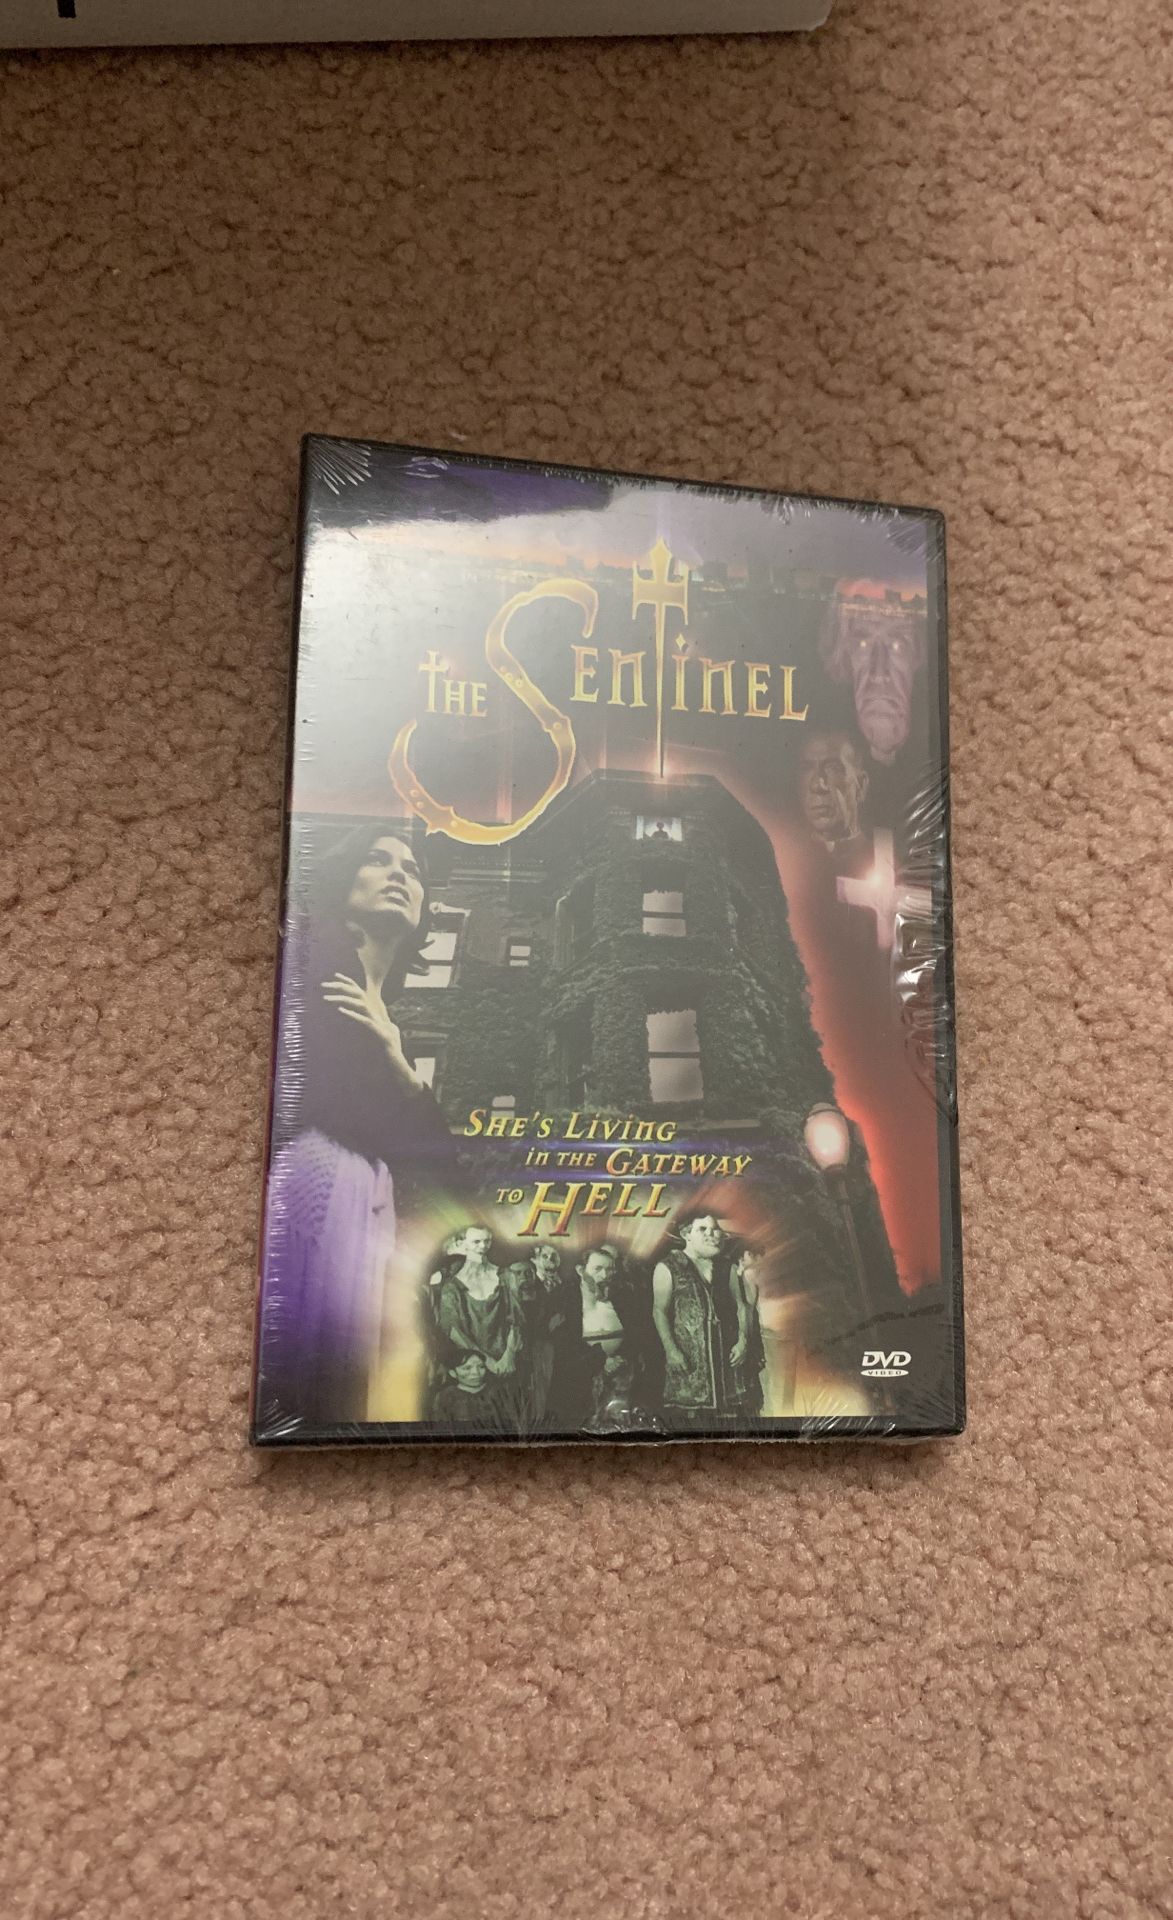 THE SENTINEL
SHE'S LIVING
IN THE GATEWAY
TO HELL
DVD
VIDEO